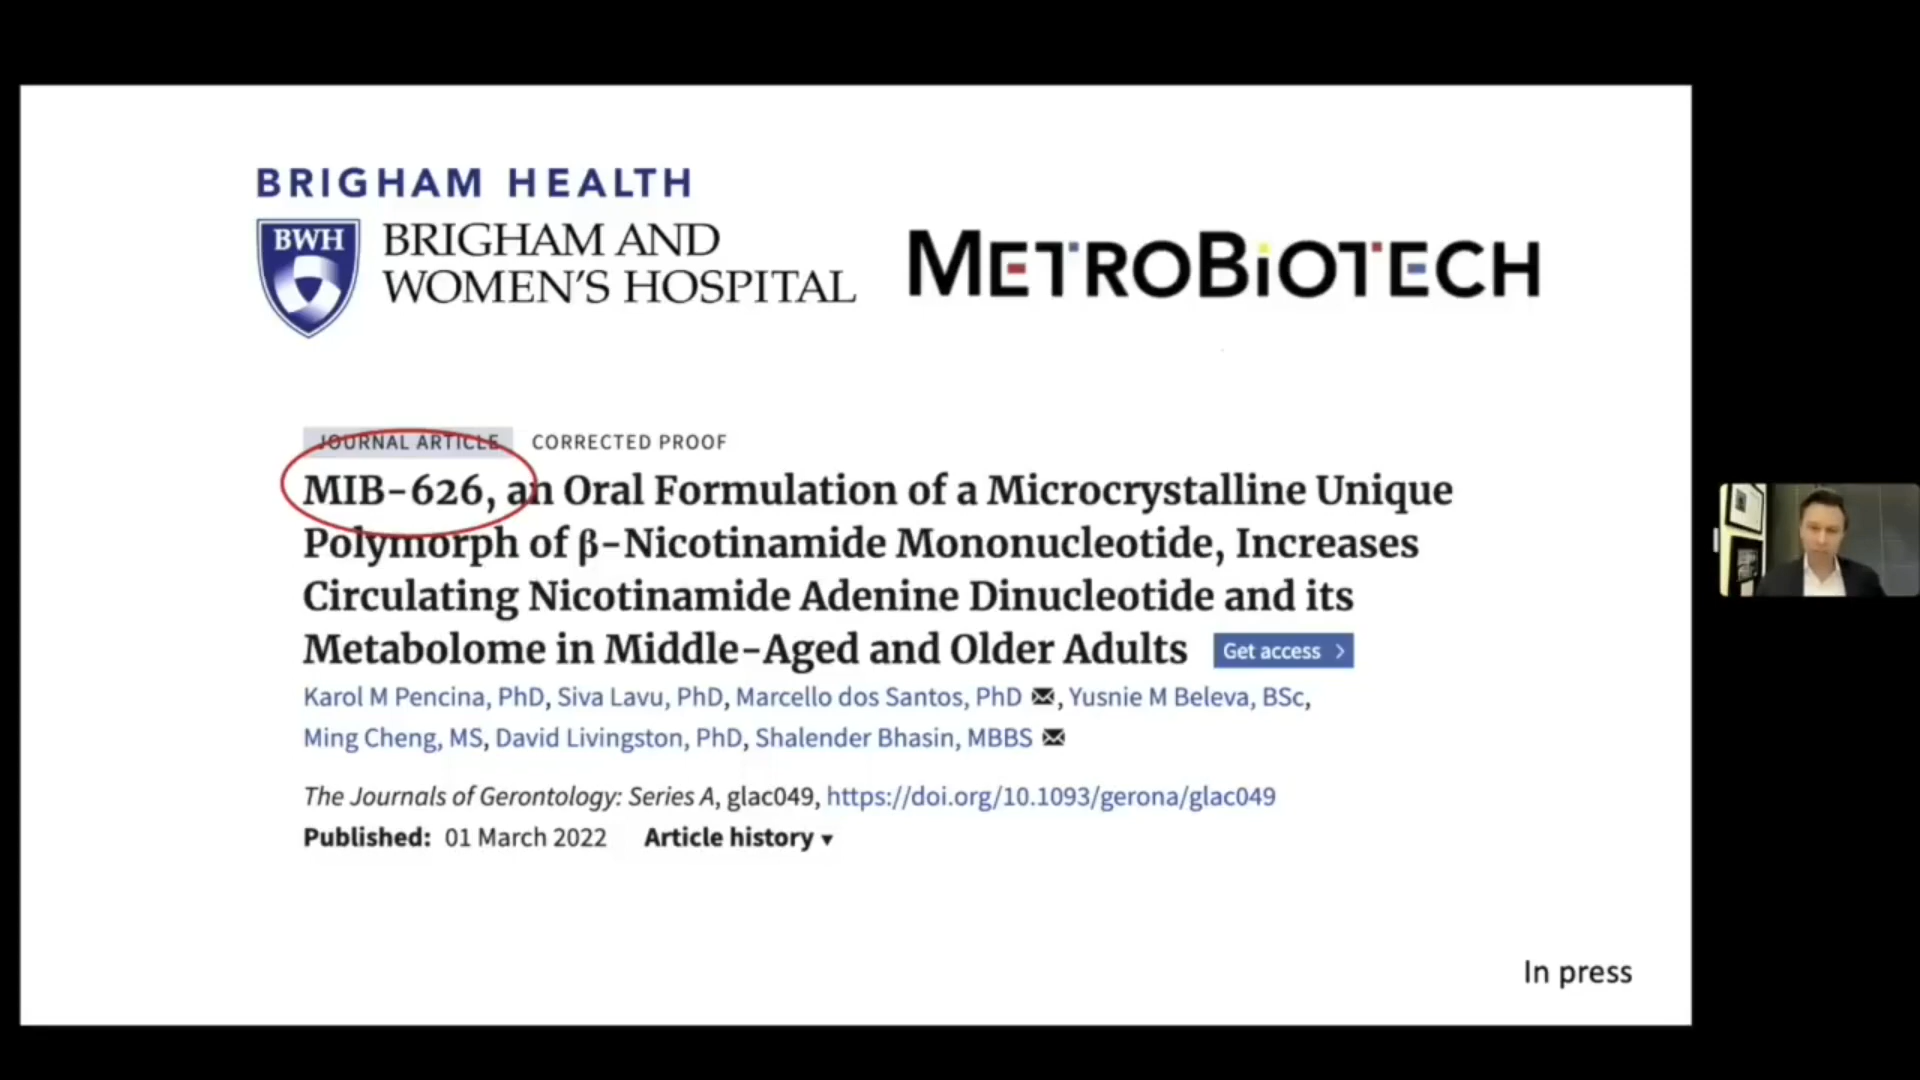 BRIGHAM HEALTH
BWH
BRIGHAM AND
WOMEN'S HOSPITAL
METROBIOTECH
JOURNAL ARTICLE CORRECTED PROOF
MIB-626, an Oral Formulation of a Microcrystalline Unique
Polymorph of β-Nicotinamide Mononucleotide, Increases
Circulating Nicotinamide Adenine Dinucleotide and its
Metabolome in Middle-Aged and Older Adults Get access >
Karol M Pencina, PhD, Siva Lavu, PhD, Marcello dos Santos, PhD ✉, Yusnie M Beleva, BSc,
Ming Cheng, MS, David Livingston, PhD, Shalender Bhasin, MBBS ✉
The Journals of Gerontology: Series A, glac049, https://doi.org/10.1093/gerona/glac049
Published: 01 March 2022 Article history ▾
In press